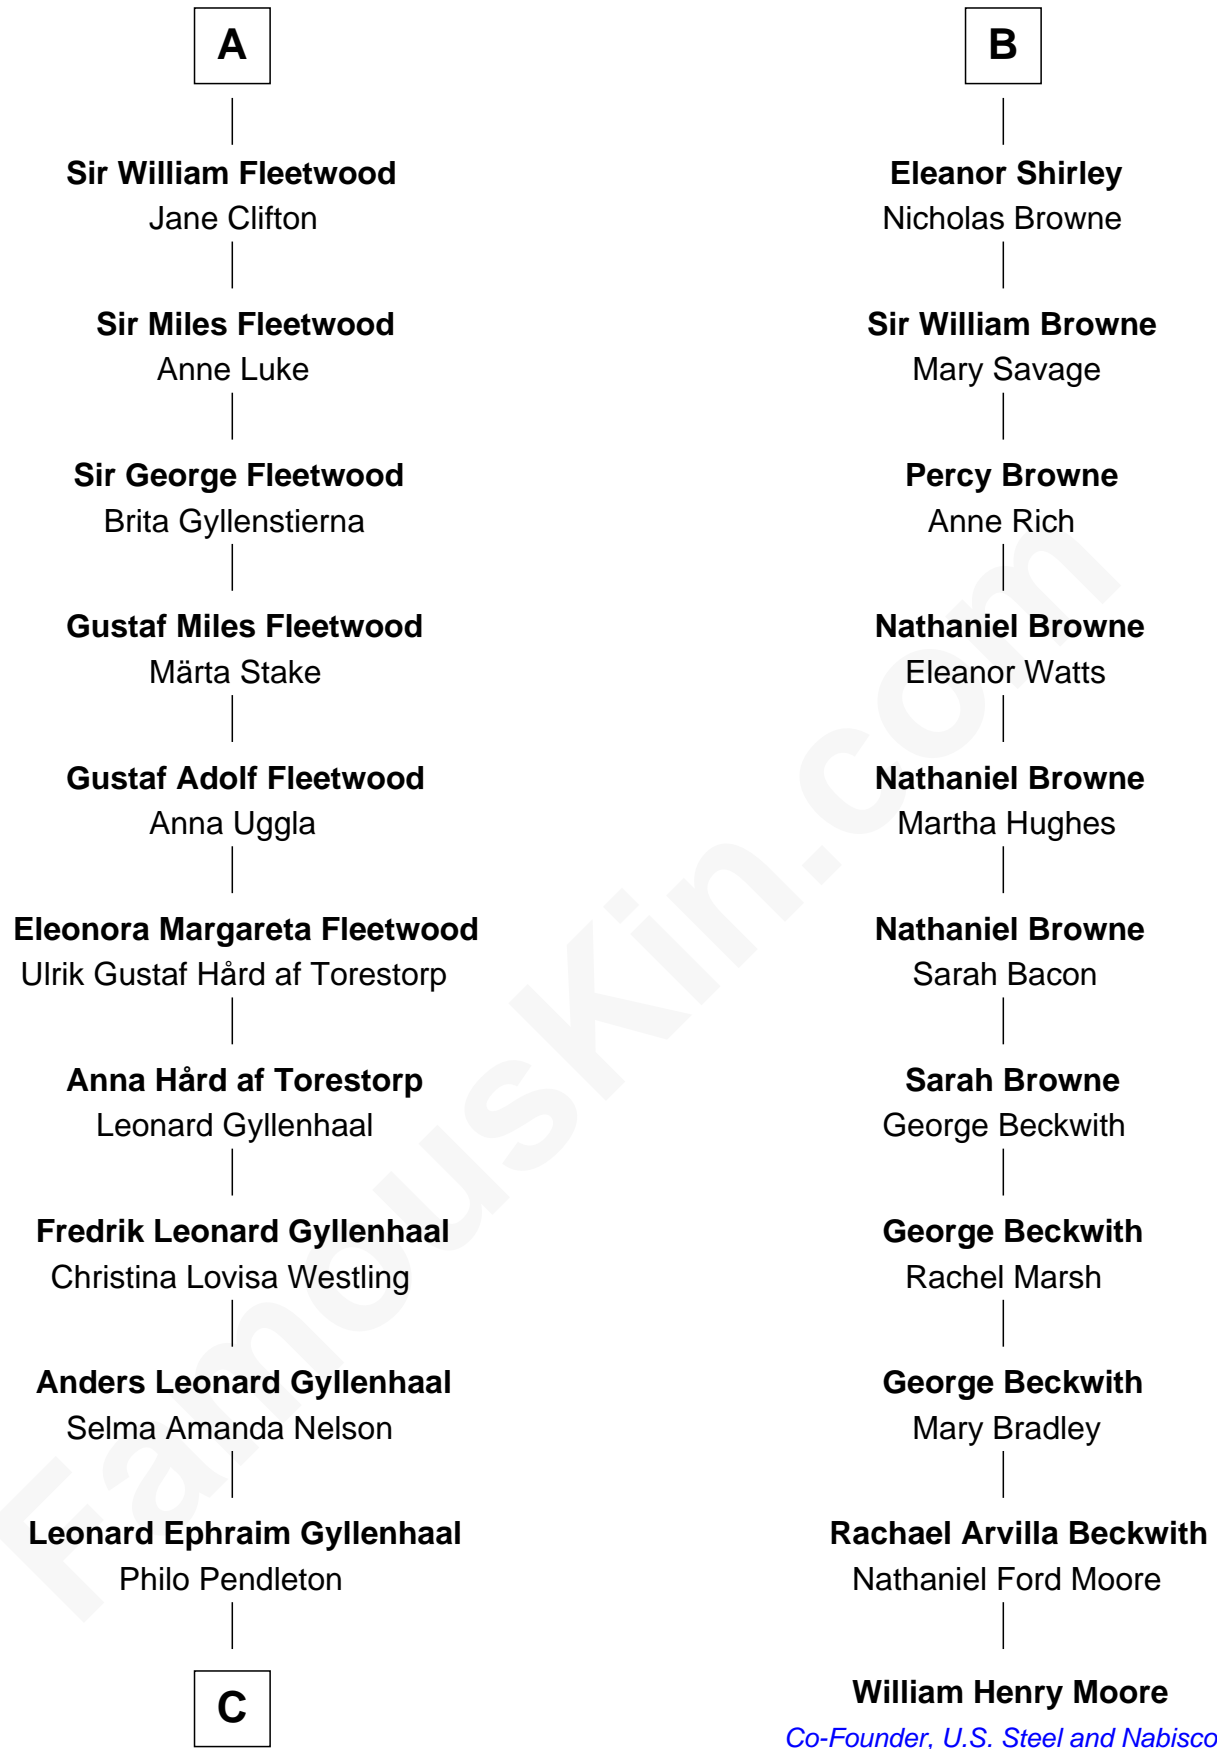 A
Sir William Fleetwood
Jane Clifton
Sir Miles Fleetwood
Anne Luke
Sir George Fleetwood
Brita Gyllenstierna
Gustaf Miles Fleetwood
Märta Stake
Gustaf Adolf Fleetwood
Anna Uggla
Eleonora Margareta Fleetwood
Ulrik Gustaf Hård af Torestorp
Anna Hård af Torestorp
Leonard Gyllenhaal
Fredrik Leonard Gyllenhaal
Christina Lovisa Westling
Anders Leonard Gyllenhaal
Selma Amanda Nelson
Leonard Ephraim Gyllenhaal
Philo Pendleton
C
B
Eleanor Shirley
Nicholas Browne
Sir William Browne
Mary Savage
Percy Browne
Anne Rich
Nathaniel Browne
Eleanor Watts
Nathaniel Browne
Martha Hughes
Nathaniel Browne
Sarah Bacon
Sarah Browne
George Beckwith
George Beckwith
Rachel Marsh
George Beckwith
Mary Bradley
Rachael Arvilla Beckwith
Nathaniel Ford Moore
William Henry Moore
Co-Founder, U.S. Steel and Nabisco
FamousKin.com